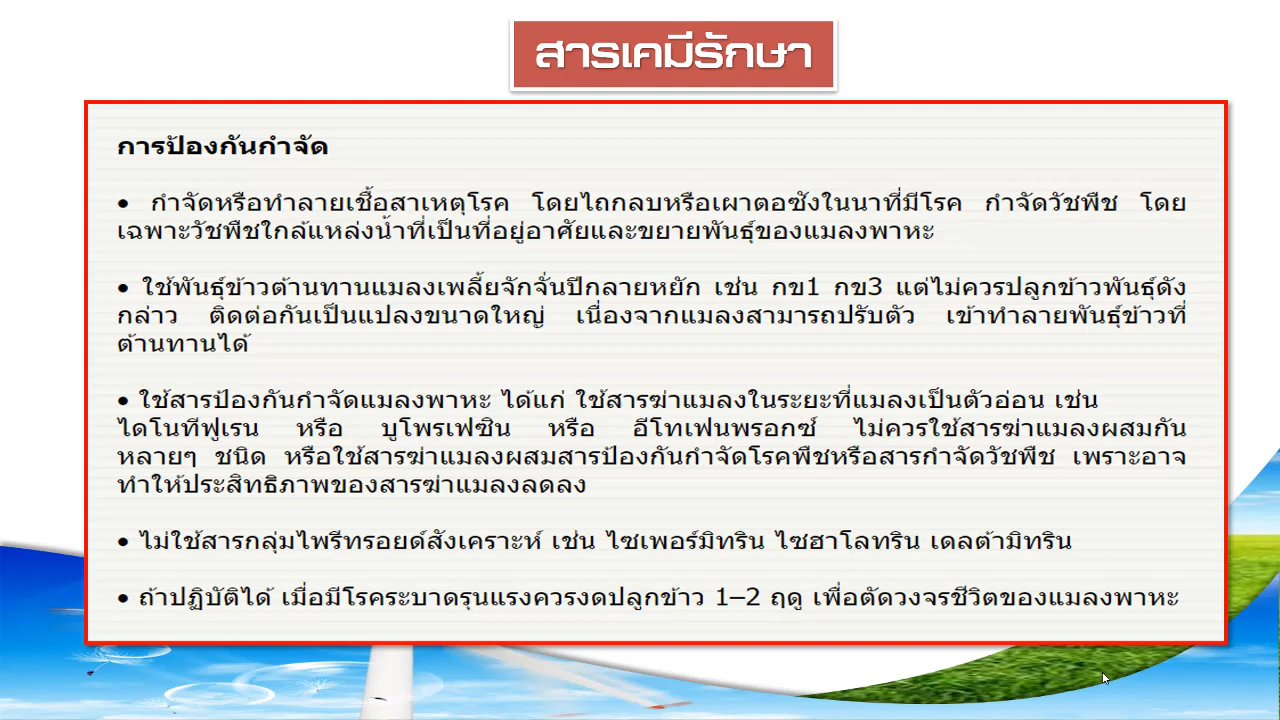 สารเคมีรักษา
การป้องกันกำจัด
• กำจัดหรือทำลายเชื้อสาเหตุโรค โดยไถกลบหรือเผาตอซังในนาที่มีโรค กำจัดวัชพืช โดย
เฉพาะวัชพืชใกล้แหล่งน้ำที่เป็นที่อยู่อาศัยและขยายพันธุ์ของแมลงพาหะ
• ใช้พันธุ์ข้าวต้านทานแมลงเพลี้ยจักจั่นปีกลายหยัก เช่น กข1 กข3 แต่ไม่ควรปลูกข้าวพันธุ์ดัง
กล่าว ติดต่อกันเป็นแปลงขนาดใหญ่ เนื่องจากแมลงสามารถปรับตัว เข้าทำลายพันธุ์ข้าวที่
ต้านทานได้
• ใช้สารป้องกันกำจัดแมลงพาหะ ได้แก่ ใช้สารฆ่าแมลงในระยะที่แมลงเป็นตัวอ่อน เช่น
ไดโนทีฟูเรน หรือ บูโพรเฟซิน หรือ อีโทเฟนพรอกซ์ ไม่ควรใช้สารฆ่าแมลงผสมกัน
หลายๆ ชนิด หรือใช้สารฆ่าแมลงผสมสารป้องกันกำจัดโรคพืชหรือสารกำจัดวัชพืช เพราะอาจ
ทำให้ประสิทธิภาพของสารฆ่าแมลงลดลง
• ไม่ใช้สารกลุ่มไพรีทรอยด์สังเคราะห์ เช่น ไซเพอร์มิทริน ไซฮาโลทริน เดลต้ามิทริน
• ถ้าปฏิบัติได้ เมื่อมีโรคระบาดรุนแรงควรงดปลูกข้าว 1–2 ฤดู เพื่อตัดวงจรชีวิตของแมลงพาหะ